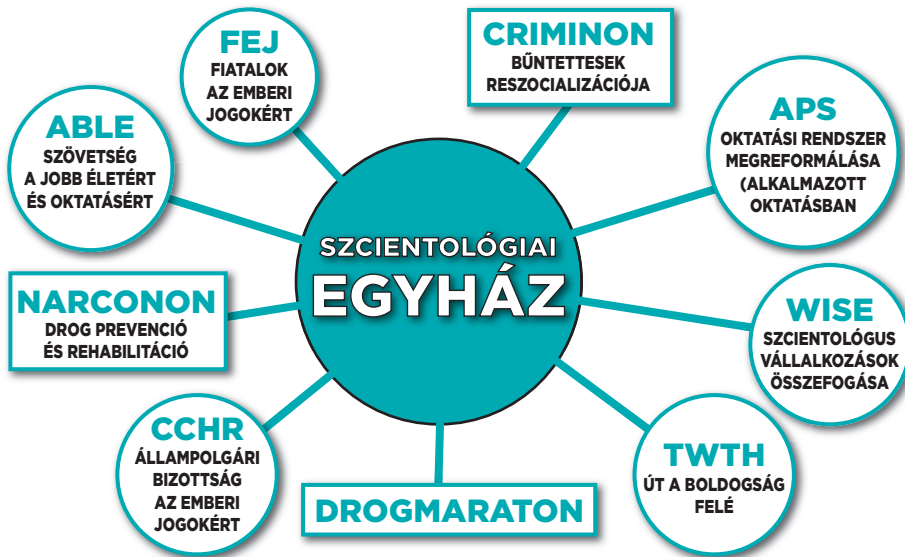 FEJ
FIATALOK
AZ EMBERI
JOGOKÉRT
CRIMINON
BŰNTETTESEK
RESZOCIALIZÁCIÓJA
ABLE
SZÖVETSÉG
A JOBB ÉLETÉRT
ÉS OKTATÁSÉRT
APS
OKTATÁSI RENDSZER
MEGREFORMÁLÁSA
(ALKALMAZOTT
OKTATÁSBAN
SZCIENTOLÓGIAI
EGYHÁZ
NARCONON
DROG PREVENCIÓ
ÉS REHABILITÁCIÓ
WISE
SZCIENTOLÓGUS
VÁLLALKOZÁSOK
ÖSSZEFOGÁSA
CCHR
ÁLLAMPOLGÁRI
BIZOTTSÁG
AZ EMBERI
JOGOKÉRT
DROGMARATON
TWTH
ÚT A BOLDOGSÁG
FELÉ